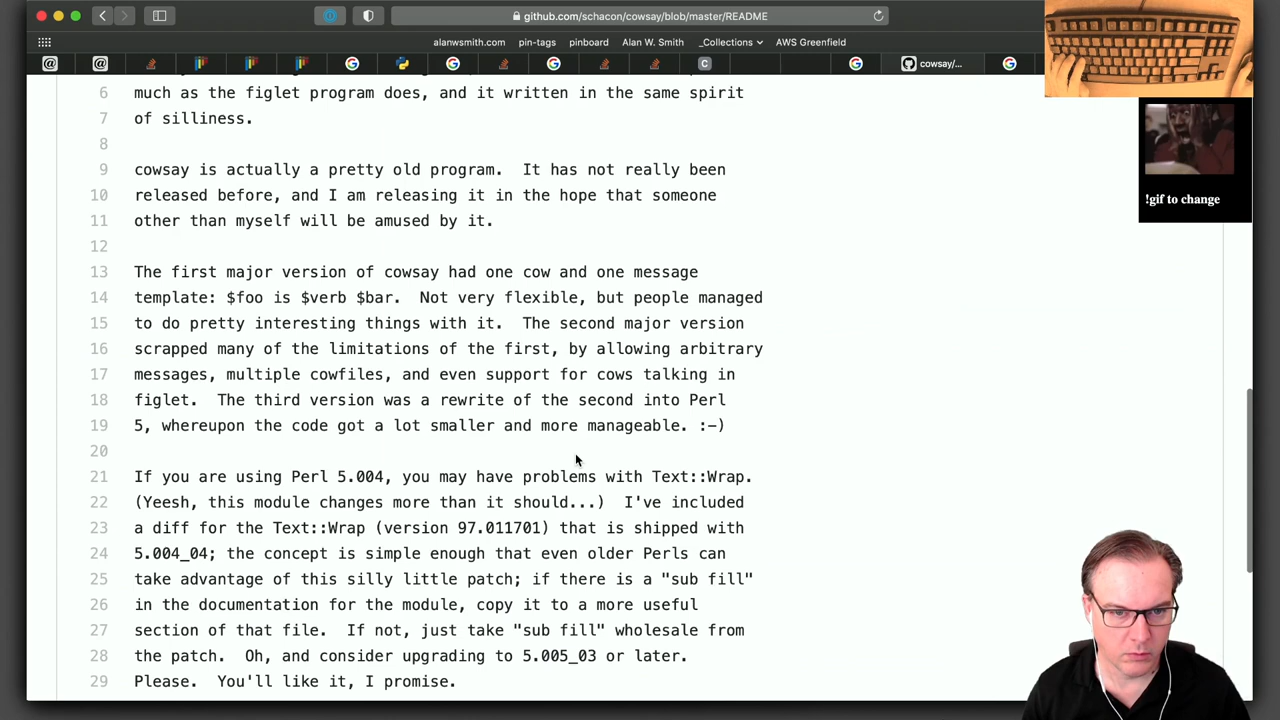 github.com/schacon/cowsay/blob/master/README
alanwsmith.com pin-tags pinboard Alan W. Smith _Collections AWS Greenfield
cowsay/...
6 much as the figlet program does, and it written in the same spirit
7 of silliness.
8
9 cowsay is actually a pretty old program.  It has not really been
10 released before, and I am releasing it in the hope that someone
11 other than myself will be amused by it.
12
13 The first major version of cowsay had one cow and one message
14 template: $foo is $verb $bar.  Not very flexible, but people managed
15 to do pretty interesting things with it.  The second major version
16 scrapped many of the limitations of the first, by allowing arbitrary
17 messages, multiple cowfiles, and even support for cows talking in
18 figlet.  The third version was a rewrite of the second into Perl
19 5, whereupon the code got a lot smaller and more manageable. :-)
20
21 If you are using Perl 5.004, you may have problems with Text::Wrap.
22 (Yeesh, this module changes more than it should...)  I've included
23 a diff for the Text::Wrap (version 97.011701) that is shipped with
24 5.004_04; the concept is simple enough that even older Perls can
25 take advantage of this silly little patch; if there is a "sub fill"
26 in the documentation for the module, copy it to a more useful
27 section of that file.  If not, just take "sub fill" wholesale from
28 the patch.  Oh, and consider upgrading to 5.005_03 or later.
29 Please.  You'll like it, I promise.
!gif to change